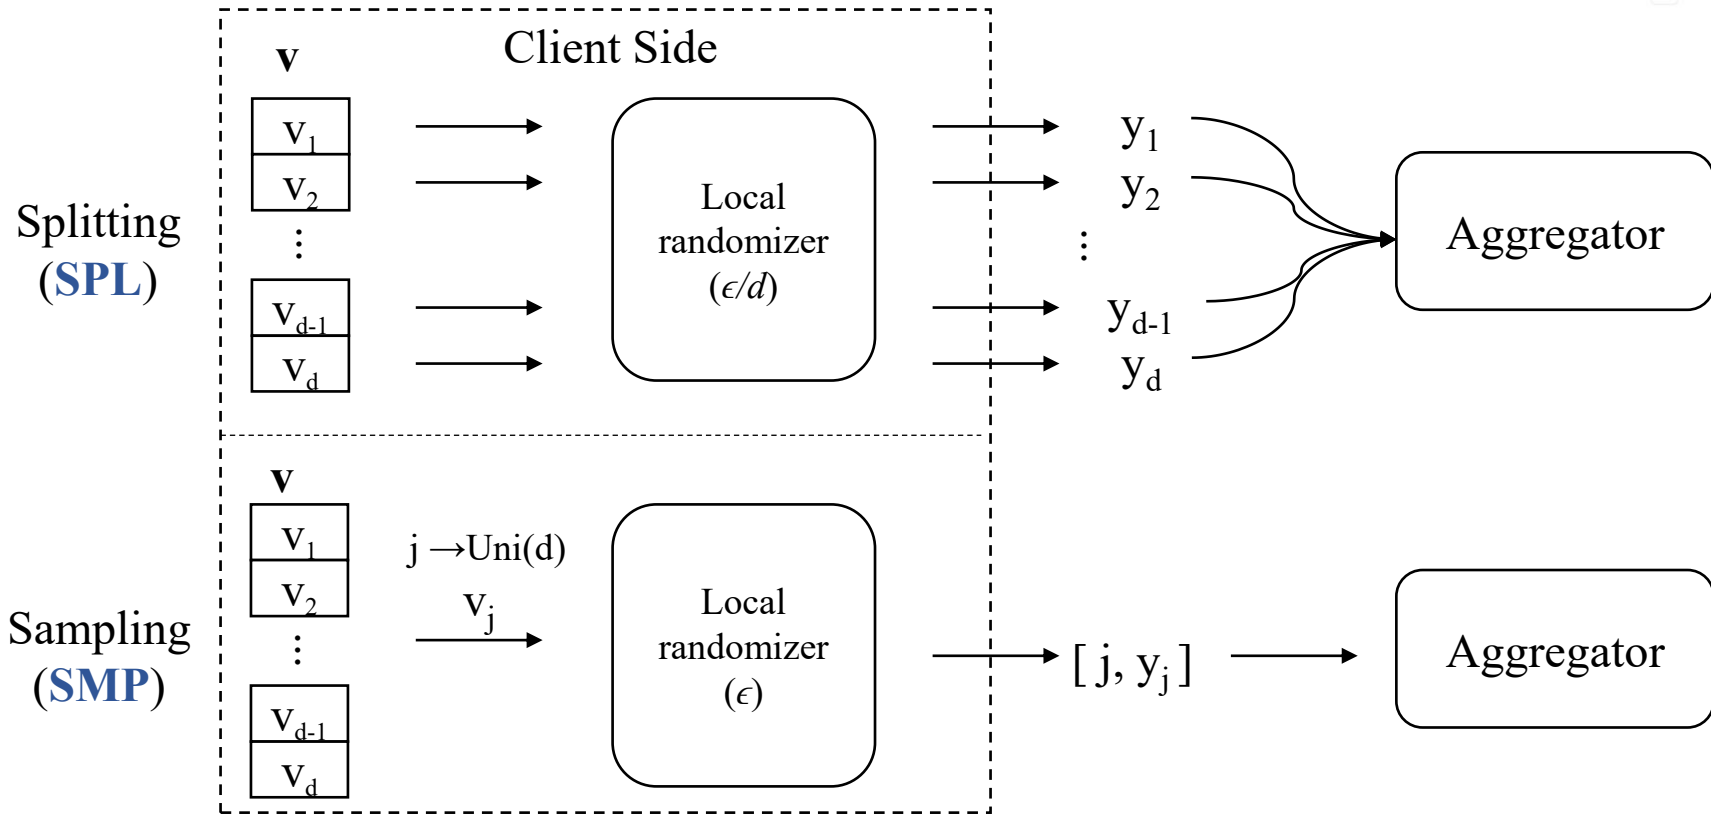 Client Side
v
v1
v2
⋮
vd-1
vd
Splitting
(SPL)
Local
randomizer
(ϵ/d)
y1
y2
⋮
yd-1
yd
Aggregator
v
v1
v2
⋮
vd-1
vd
Sampling
(SMP)
j →Uni(d)
vj
Local
randomizer
(ϵ)
[ j, yj ]
Aggregator